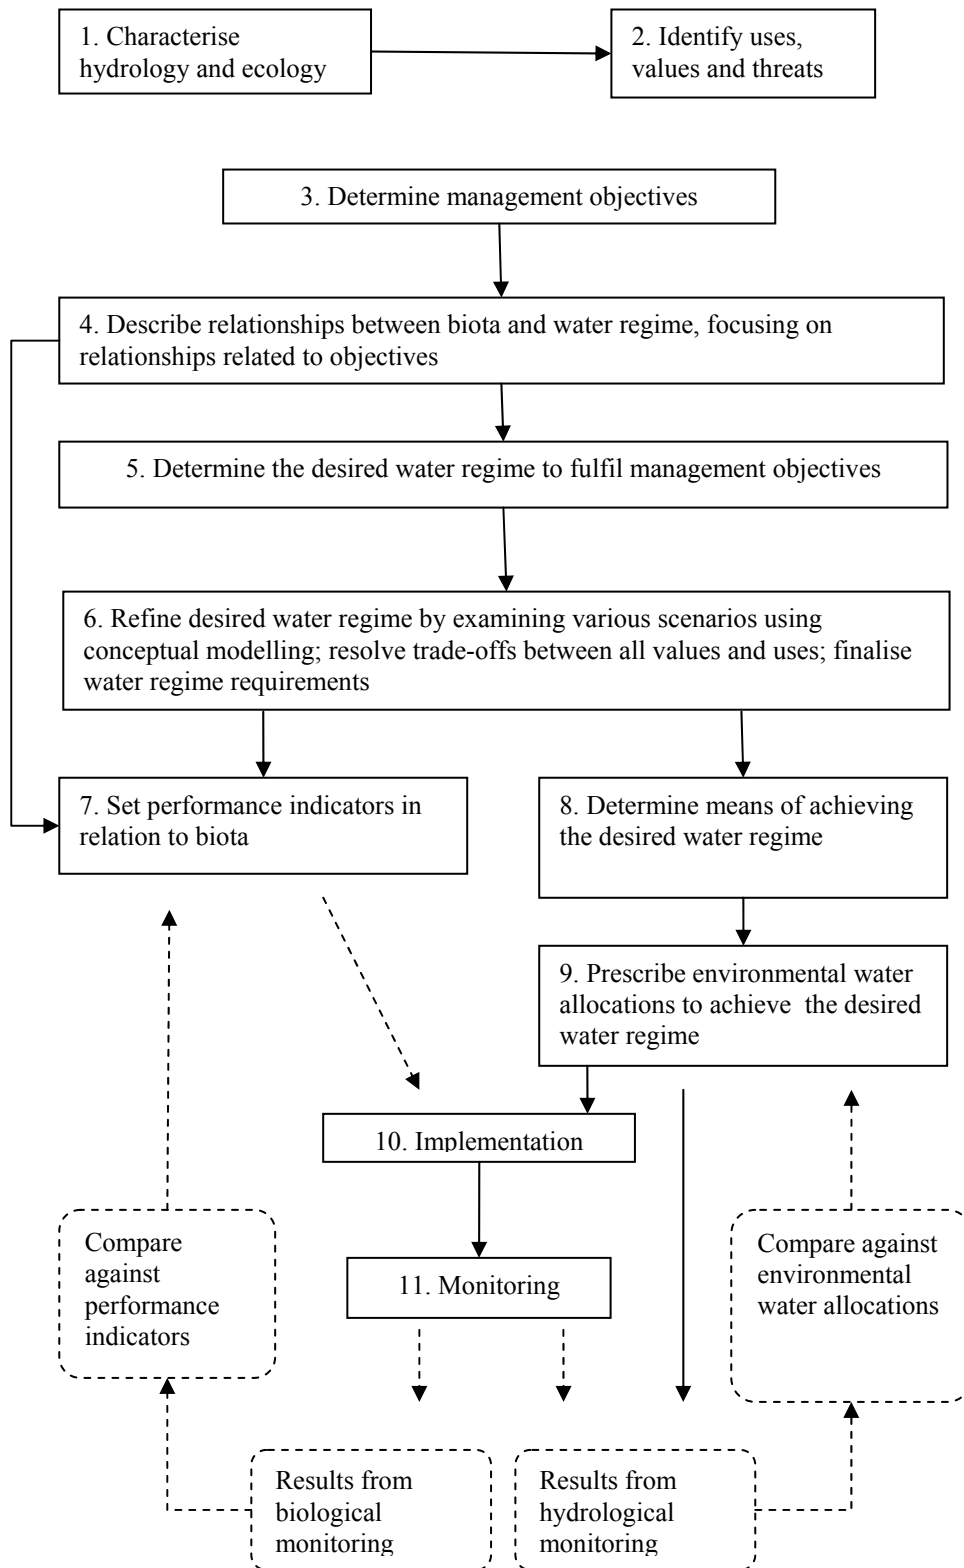 1. Characterise
hydrology and ecology
2. Identify uses,
values and threats
3. Determine management objectives
4. Describe relationships between biota and water regime, focusing on
relationships related to objectives
5. Determine the desired water regime to fulfil management objectives
6. Refine desired water regime by examining various scenarios using
conceptual modelling; resolve trade-offs between all values and uses; finalise
water regime requirements
7. Set performance indicators in
relation to biota
8. Determine means of achieving
the desired water regime
9. Prescribe environmental water
allocations to achieve  the desired
water regime
10. Implementation
11. Monitoring
Compare
against
performance
indicators
Compare against
environmental
water allocations
Results from
biological
monitoring
Results from
hydrological
monitoring